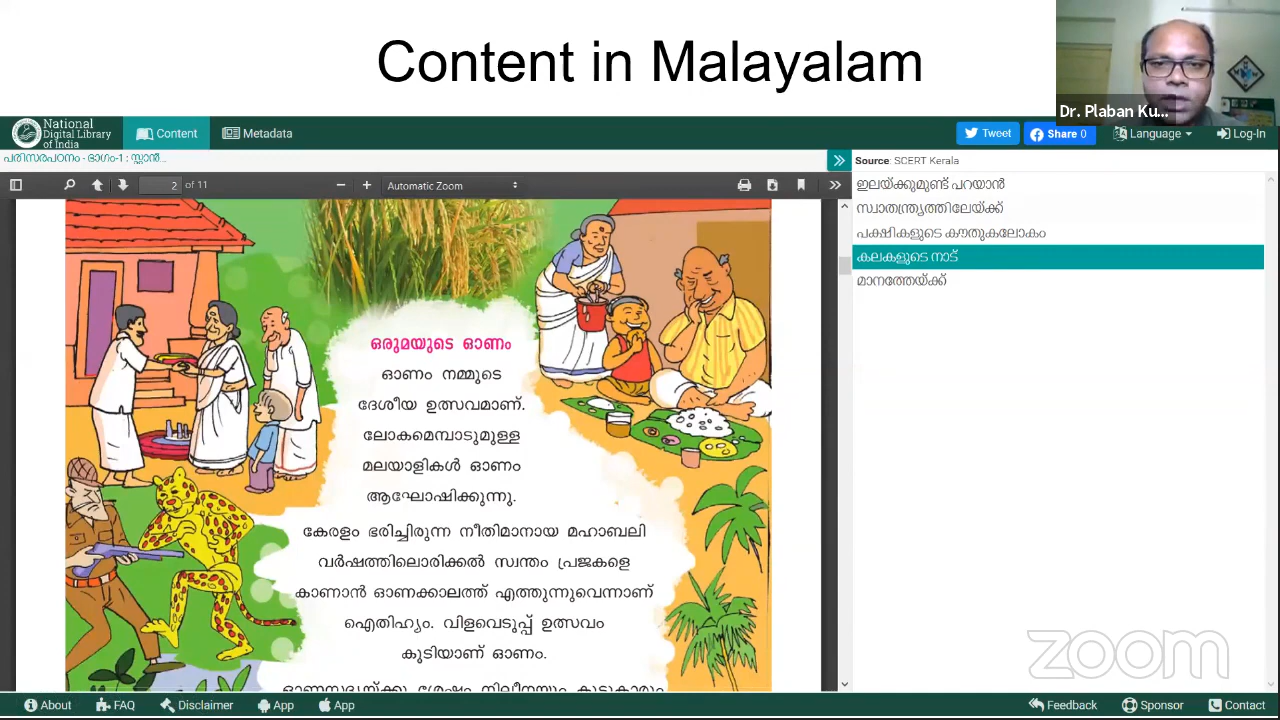 Content in Malayalam
Dr. Plaban Ku...
National
Digital Library
of India
Content
Metadata
Tweet
Share 0
Language
Log-In
പരിസരപഠനം - ഭാഗം-1 : സ്റ്റാൻ...
Source: SCERT Kerala
2 of 11
Automatic Zoom
ഇലയ്ക്കുമുണ്ട് പറയാൻ
സ്വാതന്ത്ര്യത്തിലേയ്ക്ക്
പക്ഷികളുടെ കൗതുകലോകം
കലകളുടെ നാട്
മാനത്തേയ്ക്ക്
ഒരുമയുടെ ഓണം
ഓണം നമ്മുടെ
ദേശീയ ഉത്സവമാണ്.
ലോകമെമ്പാടുമുള്ള
മലയാളികൾ ഓണം
ആഘോഷിക്കുന്നു.
കേരളം ഭരിച്ചിരുന്ന നീതിമാനായ മഹാബലി
വർഷത്തിലൊരിക്കൽ സ്വന്തം പ്രജകളെ
കാണാൻ ഓണക്കാലത്ത് എത്തുന്നുവെന്നാണ്
ഐതിഹ്യം. വിളവെടുപ്പ് ഉത്സവം
കൂടിയാണ് ഓണം.
zoom
About
FAQ
Disclaimer
App
App
Feedback
Sponsor
Contact